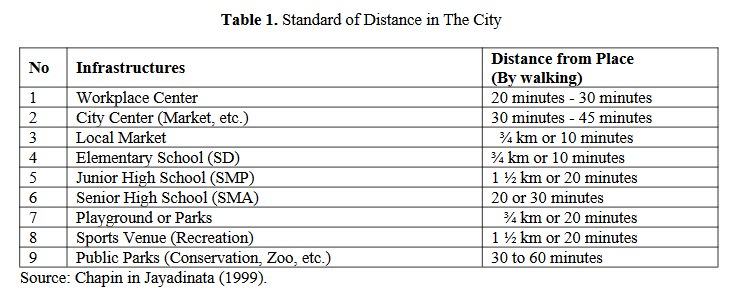 Table 1. Standard of Distance in The City
No Infrastructures Distance from Place (By walking)
1 Workplace Center 20 minutes - 30 minutes
2 City Center (Market, etc.) 30 minutes - 45 minutes
3 Local Market ¾ km or 10 minutes
4 Elementary School (SD) ¾ km or 10 minutes
5 Junior High School (SMP) 1 ½ km or 20 minutes
6 Senior High School (SMA) 20 or 30 minutes
7 Playground or Parks ¾ km or 20 minutes
8 Sports Venue (Recreation) 1 ½ km or 20 minutes
9 Public Parks (Conservation, Zoo, etc.) 30 to 60 minutes
Source: Chapin in Jayadinata (1999).